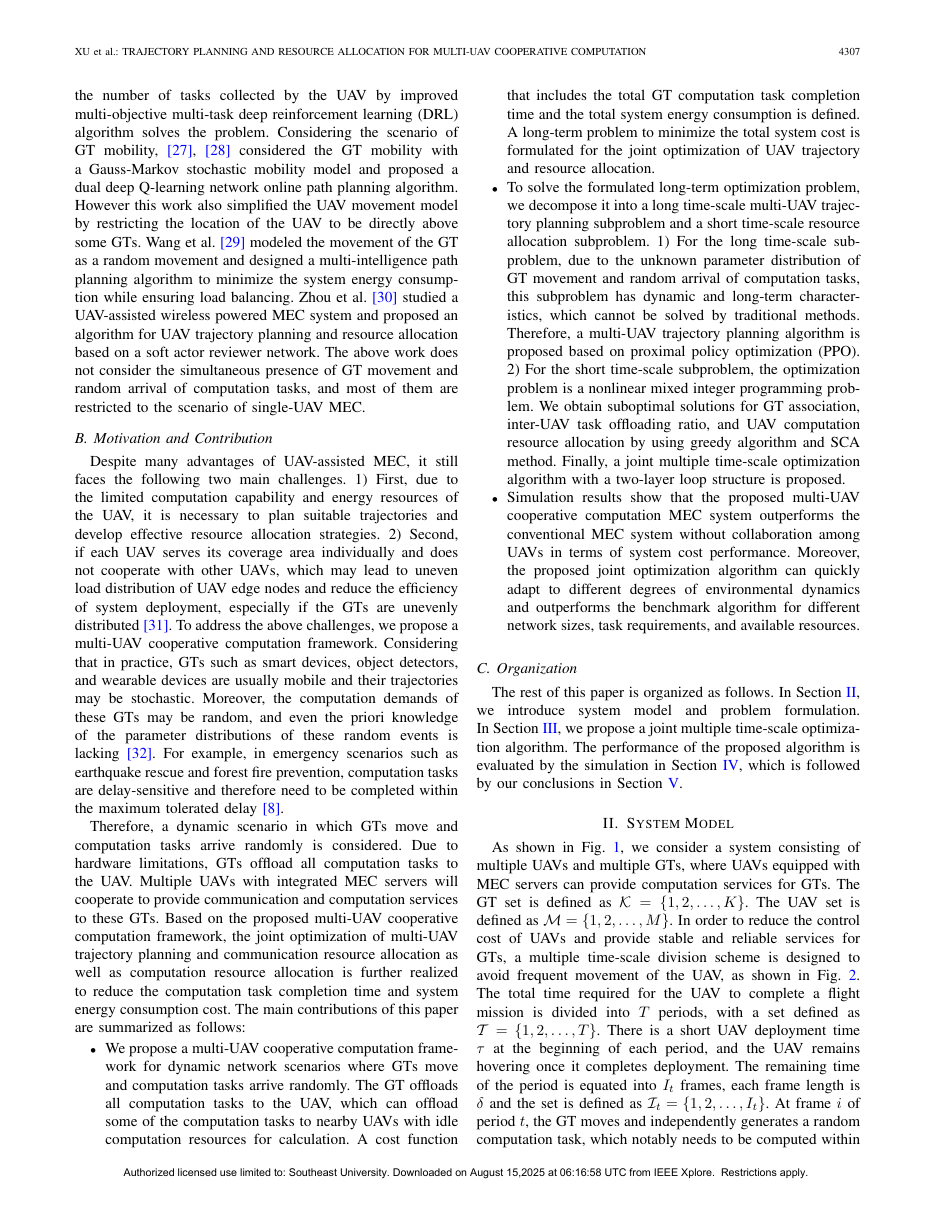 XU et al.: TRAJECTORY PLANNING AND RESOURCE ALLOCATION FOR MULTI-UAV COOPERATIVE COMPUTATION 4307
the number of tasks collected by the UAV by improved
multi-objective multi-task deep reinforcement learning (DRL)
algorithm solves the problem. Considering the scenario of
GT mobility, [27], [28] considered the GT mobility with
a Gauss-Markov stochastic mobility model and proposed a
dual deep Q-learning network online path planning algorithm.
However this work also simplified the UAV movement model
by restricting the location of the UAV to be directly above
some GTs. Wang et al. [29] modeled the movement of the GT
as a random movement and designed a multi-intelligence path
planning algorithm to minimize the system energy consump-
tion while ensuring load balancing. Zhou et al. [30] studied a
UAV-assisted wireless powered MEC system and proposed an
algorithm for UAV trajectory planning and resource allocation
based on a soft actor reviewer network. The above work does
not consider the simultaneous presence of GT movement and
random arrival of computation tasks, and most of them are
restricted to the scenario of single-UAV MEC.
B. Motivation and Contribution
Despite many advantages of UAV-assisted MEC, it still
faces the following two main challenges. 1) First, due to
the limited computation capability and energy resources of
the UAV, it is necessary to plan suitable trajectories and
develop effective resource allocation strategies. 2) Second,
if each UAV serves its coverage area individually and does
not cooperate with other UAVs, which may lead to uneven
load distribution of UAV edge nodes and reduce the efficiency
of system deployment, especially if the GTs are unevenly
distributed [31]. To address the above challenges, we propose a
multi-UAV cooperative computation framework. Considering
that in practice, GTs such as smart devices, object detectors,
and wearable devices are usually mobile and their trajectories
may be stochastic. Moreover, the computation demands of
these GTs may be random, and even the priori knowledge
of the parameter distributions of these random events is
lacking [32]. For example, in emergency scenarios such as
earthquake rescue and forest fire prevention, computation tasks
are delay-sensitive and therefore need to be completed within
the maximum tolerated delay [8].
Therefore, a dynamic scenario in which GTs move and
computation tasks arrive randomly is considered. Due to
hardware limitations, GTs offload all computation tasks to
the UAV. Multiple UAVs with integrated MEC servers will
cooperate to provide communication and computation services
to these GTs. Based on the proposed multi-UAV cooperative
computation framework, the joint optimization of multi-UAV
trajectory planning and communication resource allocation as
well as computation resource allocation is further realized
to reduce the computation task completion time and system
energy consumption cost. The main contributions of this paper
are summarized as follows:
• We propose a multi-UAV cooperative computation frame-
work for dynamic network scenarios where GTs move
and computation tasks arrive randomly. The GT offloads
all computation tasks to the UAV, which can offload
some of the computation tasks to nearby UAVs with idle
computation resources for calculation. A cost function
that includes the total GT computation task completion
time and the total system energy consumption is defined.
A long-term problem to minimize the total system cost is
formulated for the joint optimization of UAV trajectory
and resource allocation.
• To solve the formulated long-term optimization problem,
we decompose it into a long time-scale multi-UAV trajec-
tory planning subproblem and a short time-scale resource
allocation subproblem. 1) For the long time-scale sub-
problem, due to the unknown parameter distribution of
GT movement and random arrival of computation tasks,
this subproblem has dynamic and long-term character-
istics, which cannot be solved by traditional methods.
Therefore, a multi-UAV trajectory planning algorithm is
proposed based on proximal policy optimization (PPO).
2) For the short time-scale subproblem, the optimization
problem is a nonlinear mixed integer programming prob-
lem. We obtain suboptimal solutions for GT association,
inter-UAV task offloading ratio, and UAV computation
resource allocation by using greedy algorithm and SCA
method. Finally, a joint multiple time-scale optimization
algorithm with a two-layer loop structure is proposed.
• Simulation results show that the proposed multi-UAV
cooperative computation MEC system outperforms the
conventional MEC system without collaboration among
UAVs in terms of system cost performance. Moreover,
the proposed joint optimization algorithm can quickly
adapt to different degrees of environmental dynamics
and outperforms the benchmark algorithm for different
network sizes, task requirements, and available resources.
C. Organization
The rest of this paper is organized as follows. In Section II,
we introduce system model and problem formulation.
In Section III, we propose a joint multiple time-scale optimiza-
tion algorithm. The performance of the proposed algorithm is
evaluated by the simulation in Section IV, which is followed
by our conclusions in Section V.
II. SYSTEM MODEL
As shown in Fig. 1, we consider a system consisting of
multiple UAVs and multiple GTs, where UAVs equipped with
MEC servers can provide computation services for GTs. The
GT set is defined as 𝒦 = {1, 2, . . . , K}. The UAV set is
defined as ℳ = {1, 2, . . . , M}. In order to reduce the control
cost of UAVs and provide stable and reliable services for
GTs, a multiple time-scale division scheme is designed to
avoid frequent movement of the UAV, as shown in Fig. 2.
The total time required for the UAV to complete a flight
mission is divided into T periods, with a set defined as
𝒯 = {1, 2, . . . , T}. There is a short UAV deployment time
τ at the beginning of each period, and the UAV remains
hovering once it completes deployment. The remaining time
of the period is equated into I_t frames, each frame length is
δ and the set is defined as ℐ_t = {1, 2, . . . , I_t}. At frame i of
period t, the GT moves and independently generates a random
computation task, which notably needs to be computed within
Authorized licensed use limited to: Southeast University. Downloaded on August 15,2025 at 06:16:58 UTC from IEEE Xplore. Restrictions apply.